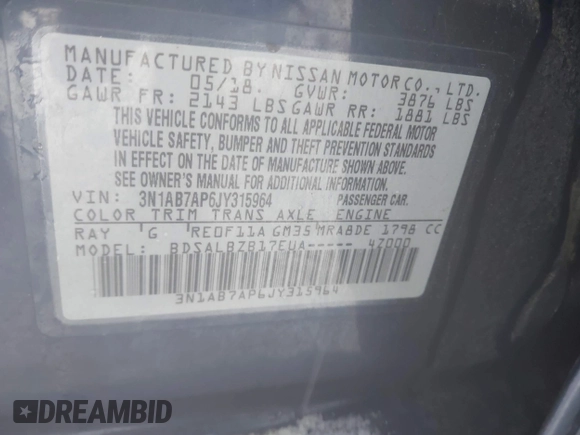 MANUFACTURED BY NISSAN MOTOR CO., LTD.
DATE: 05/18. GVWR: 3876 LBS
GAWR FR: 2143 LBS GAWR RR: 1881 LBS
THIS VEHICLE CONFORMS TO ALL APPLICABLE FEDERAL MOTOR
VEHICLE SAFETY, BUMPER AND THEFT PREVENTION STANDARDS
IN EFFECT ON THE DATE OF MANUFACTURE SHOWN ABOVE.
SEE OWNER'S MANUAL FOR ADDITIONAL INFORMATION
VIN: 3N1AB7AP6JY315964 PASSENGER CAR.
COLOR TRIM TRANS AXLE ENGINE
RAY 'G 'RE0F11A GM35 MRA8DE 1798 CC
MODEL: BDSALBZB17EUA----- 4Z000
3N1AB7AP6JY315964
DREAMBID